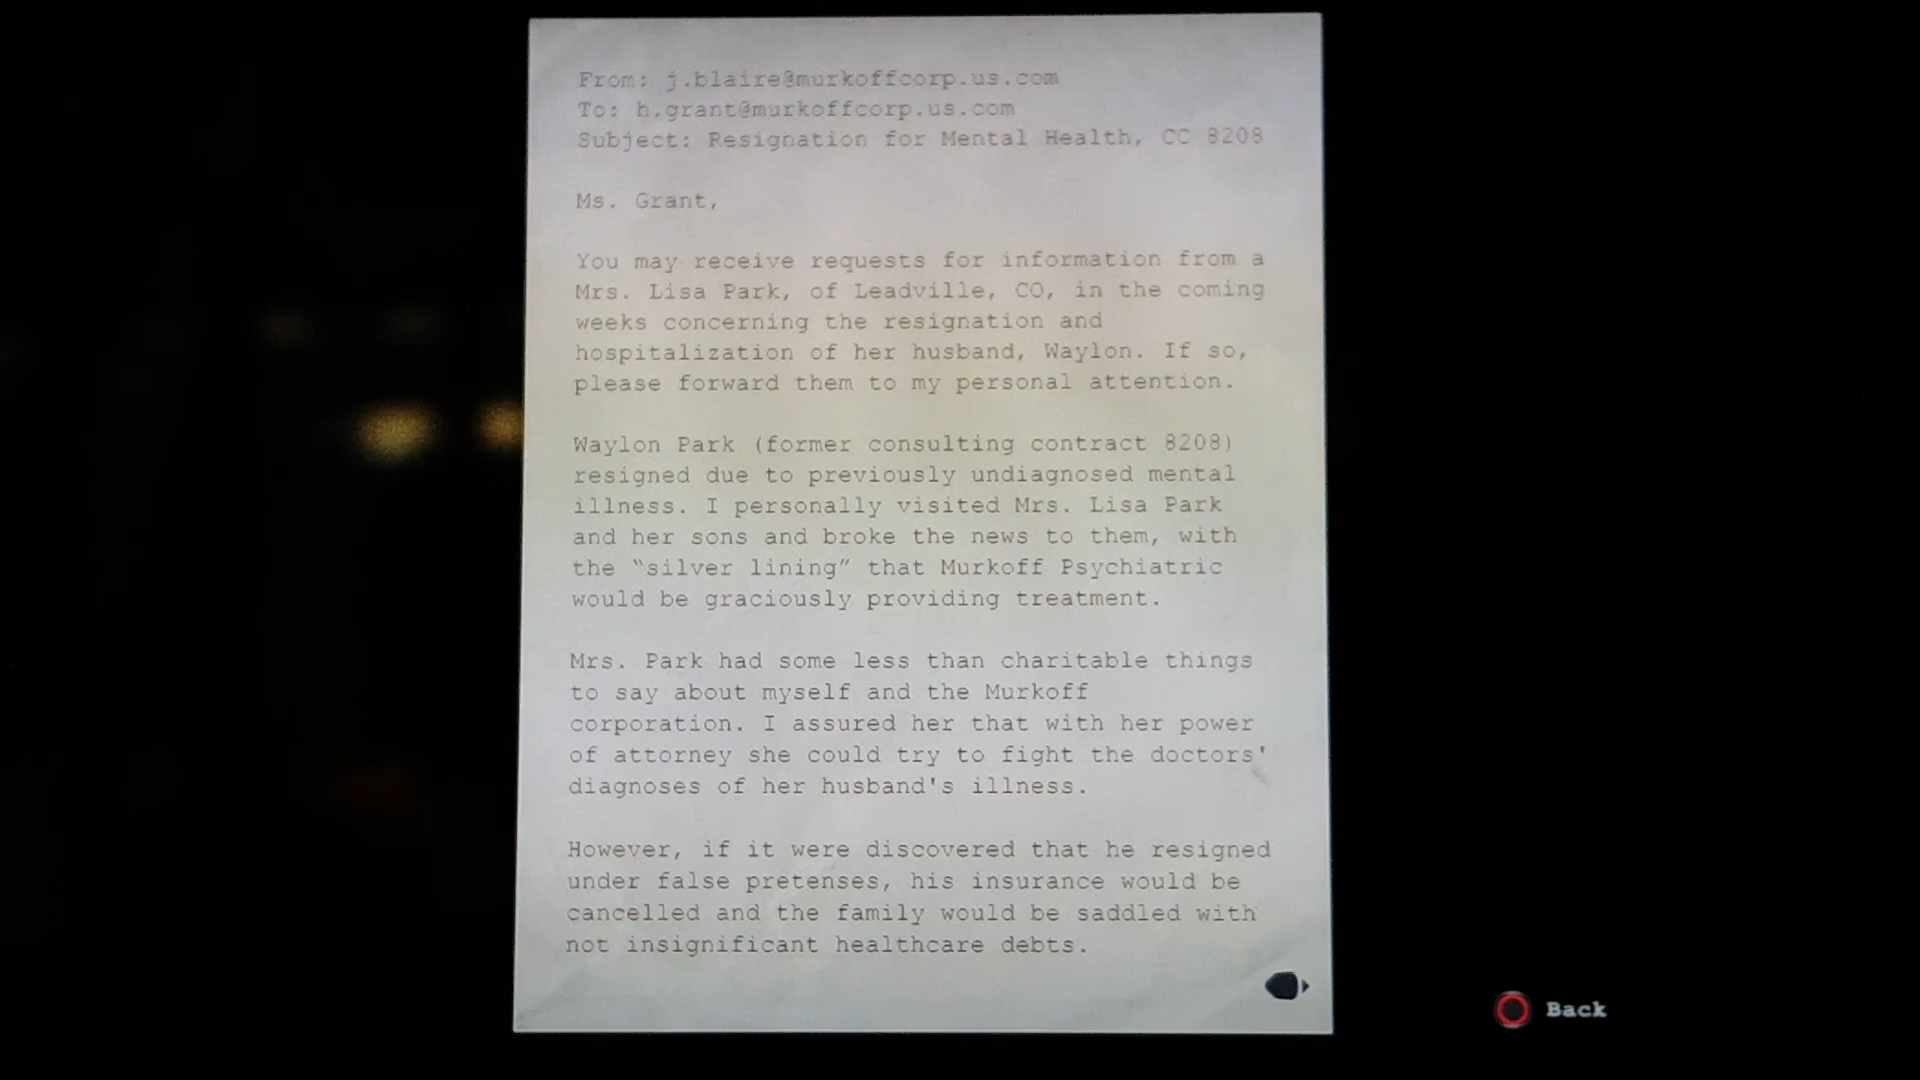 From: j.blaire@murkoffcorp.us.com
To: h.grant@murkoffcorp.us.com
Subject: Resignation for Mental Health, CC 8208
Ms. Grant,
You may receive requests for information from a
Mrs. Lisa Park, of Leadville, CO, in the coming
weeks concerning the resignation and
hospitalization of her husband, Waylon. If so,
please forward them to my personal attention.
Waylon Park (former consulting contract 8208)
resigned due to previously undiagnosed mental
illness. I personally visited Mrs. Lisa Park
and her sons and broke the news to them, with
the “silver lining” that Murkoff Psychiatric
would be graciously providing treatment.
Mrs. Park had some less than charitable things
to say about myself and the Murkoff
corporation. I assured her that with her power
of attorney she could try to fight the doctors'
diagnoses of her husband's illness.
However, if it were discovered that he resigned
under false pretenses, his insurance would be
cancelled and the family would be saddled with
not insignificant healthcare debts.
Back